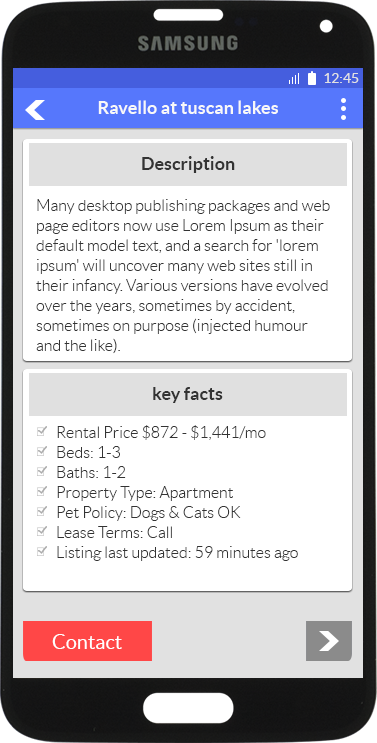 SAMSUNG
12:45
Ravello at tuscan lakes
Description
Many desktop publishing packages and web
page editors now use Lorem Ipsum as their
default model text, and a search for 'lorem
ipsum' will uncover many web sites still in
their infancy. Various versions have evolved
over the years, sometimes by accident,
sometimes on purpose (injected humour
and the like).
key facts
Rental Price $872 - $1,441/mo
Beds: 1-3
Baths: 1-2
Property Type: Apartment
Pet Policy: Dogs & Cats OK
Lease Terms: Call
Listing last updated: 59 minutes ago
Contact